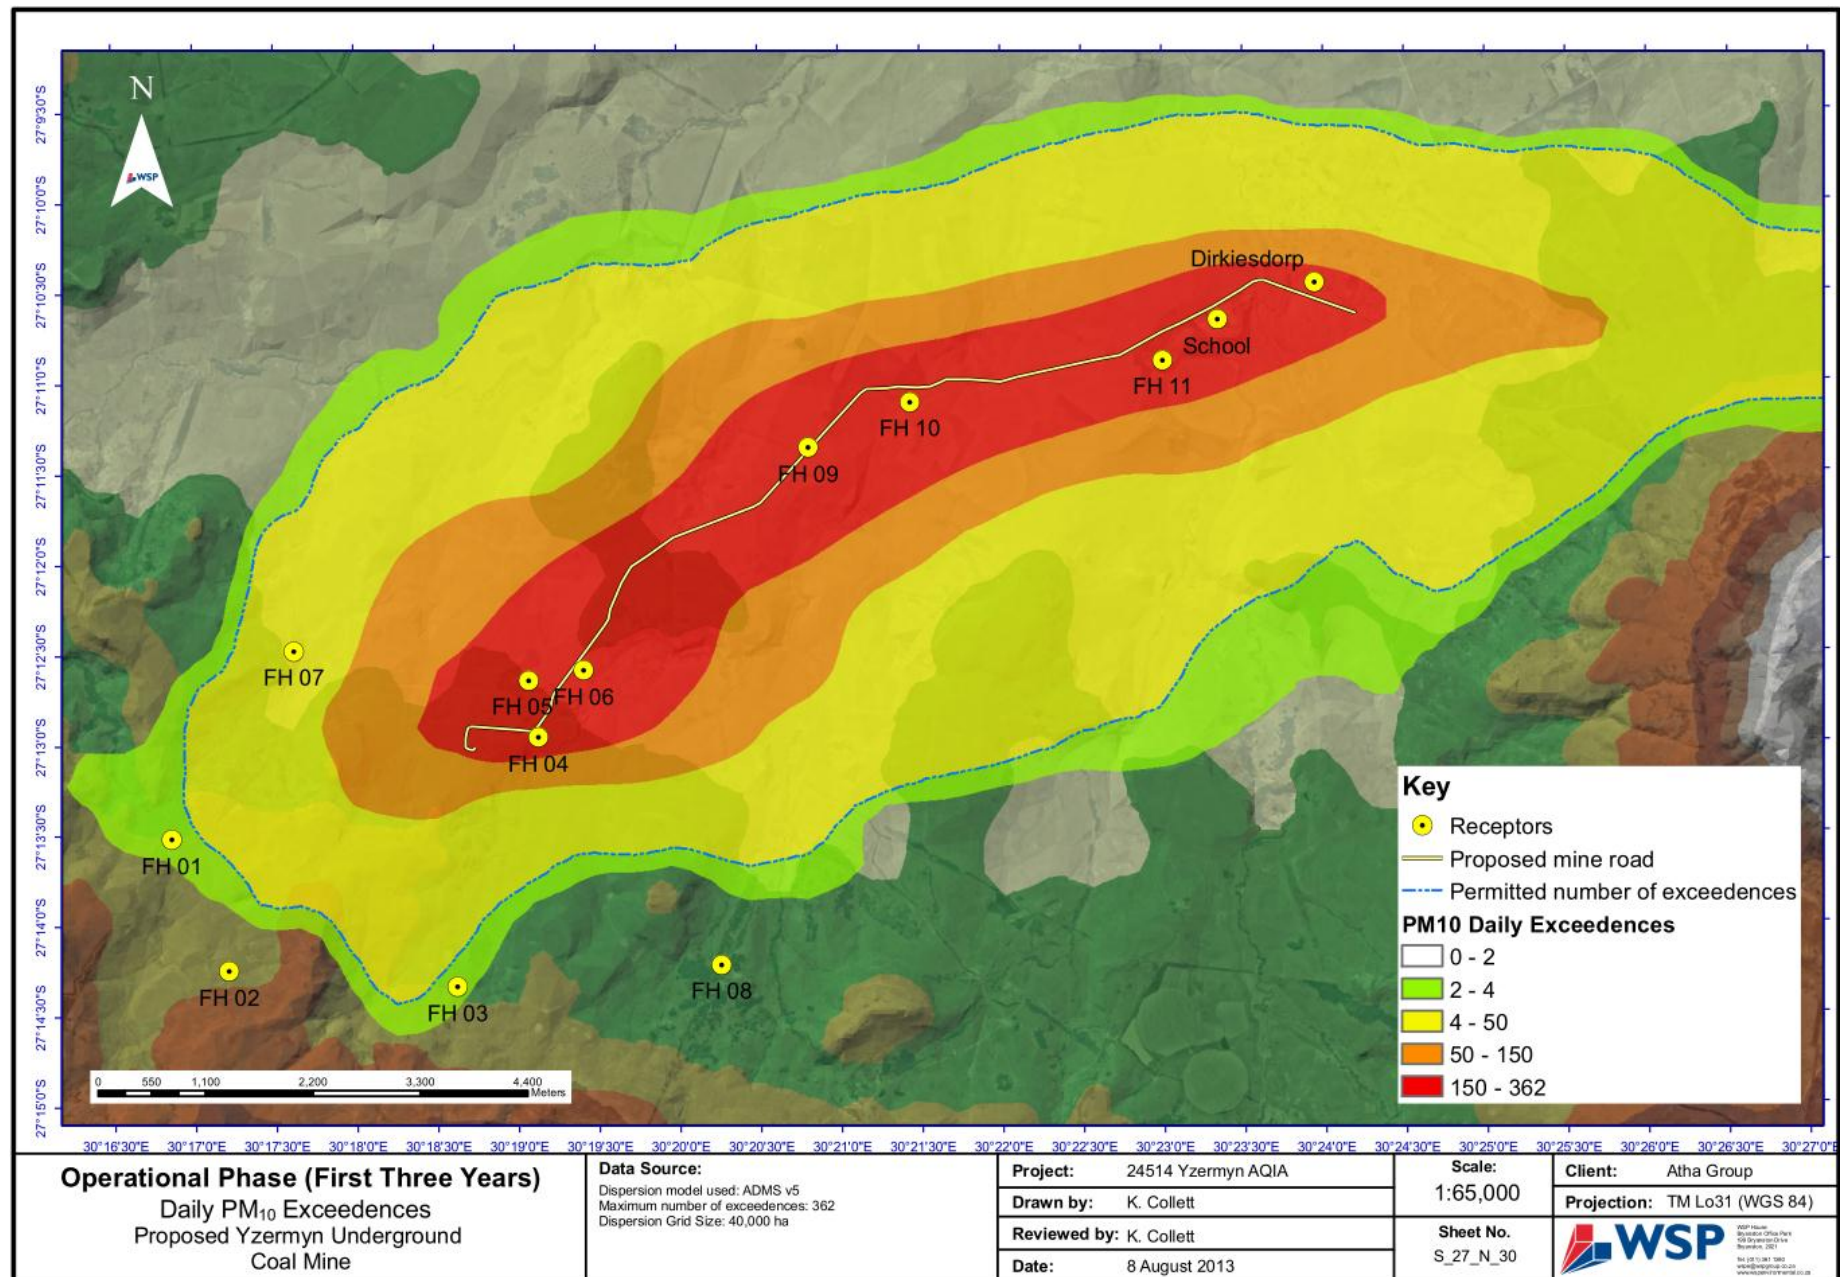 N
WSP
27°9'30"S
27°10'0"S
27°10'30"S
27°11'0"S
27°11'30"S
27°12'0"S
27°12'30"S
27°13'0"S
27°13'30"S
27°14'0"S
27°14'30"S
27°15'0"S
Dirkiesdorp
School
FH 11
FH 10
FH 09
FH 07
FH 05
FH 06
FH 04
FH 01
FH 02
FH 03
FH 08
Key
Receptors
Proposed mine road
Permitted number of exceedences
PM10 Daily Exceedences
0 - 2
2 - 4
4 - 50
50 - 150
150 - 362
0 550 1,100 2,200 3,300 4,400
Meters
30°16'30"E 30°17'0"E 30°17'30"E 30°18'0"E 30°18'30"E 30°19'0"E 30°19'30"E 30°20'0"E 30°20'30"E 30°21'0"E 30°21'30"E 30°22'0"E 30°22'30"E 30°23'0"E 30°23'30"E 30°24'0"E 30°24'30"E 30°25'0"E 30°25'30"E 30°26'0"E 30°26'30"E 30°27'0"E
Operational Phase (First Three Years)
Daily PM₁₀ Exceedences
Proposed Yzermyn Underground
Coal Mine
Data Source:
Dispersion model used: ADMS v5
Maximum number of exceedences: 362
Dispersion Grid Size: 40,000 ha
Project: 24514 Yzermyn AQIA
Drawn by: K. Collett
Reviewed by: K. Collett
Date: 8 August 2013
Scale:
1:65,000
Sheet No.
S_27_N_30
Client: Atha Group
Projection: TM Lo31 (WGS 84)
WSP
WSP House